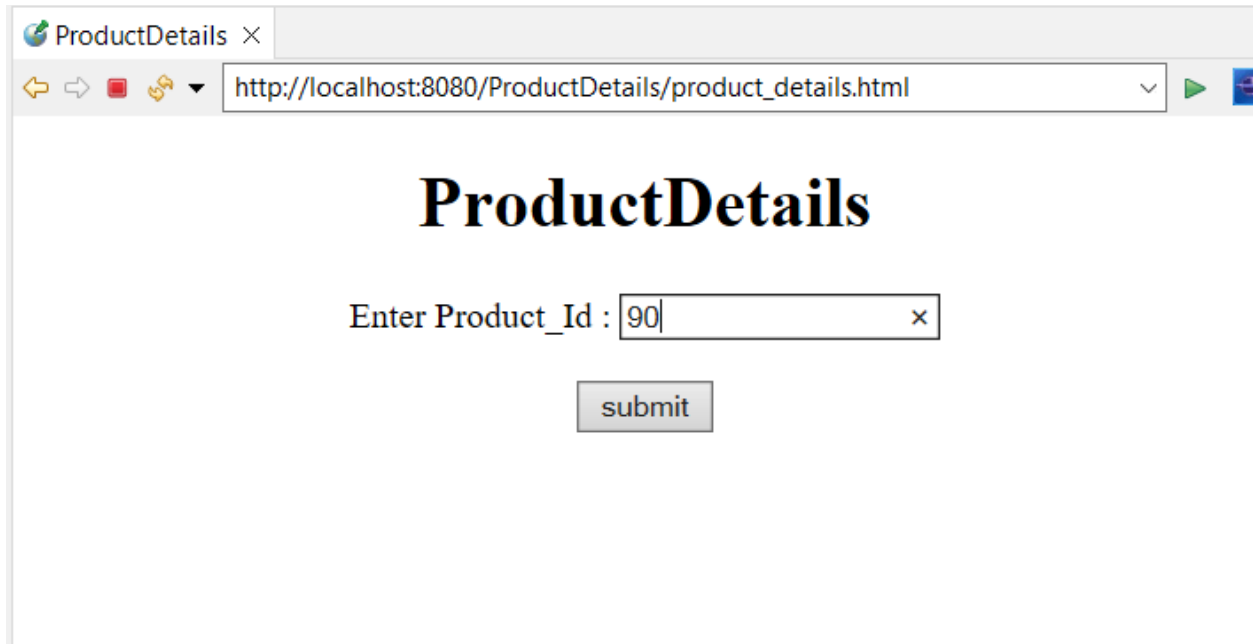 ProductDetails
http://localhost:8080/ProductDetails/product_details.html
ProductDetails
Enter Product_Id : 90
submit